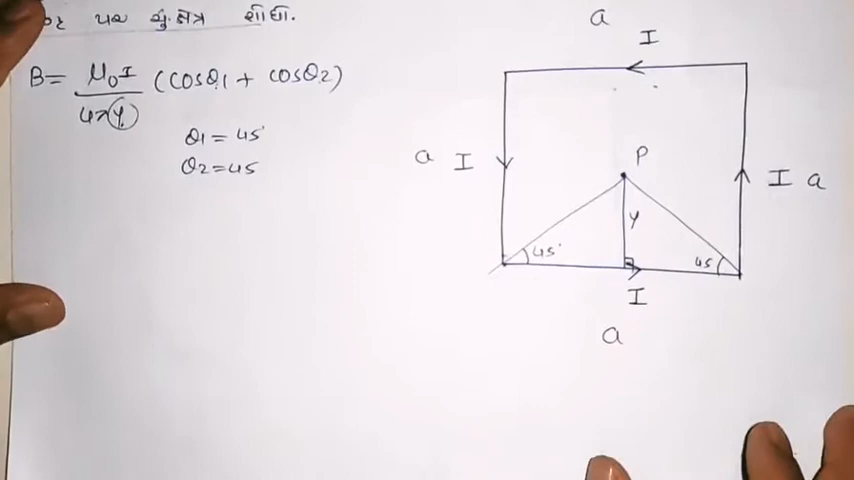 પર ચું.ક્ષેત્ર શોધો.
B = μ₀I / 4πy (cosθ₁ + cosθ₂)
θ₁ = 45°
θ₂ = 45
a
I
a I
P
I a
y
45°
45
I
a